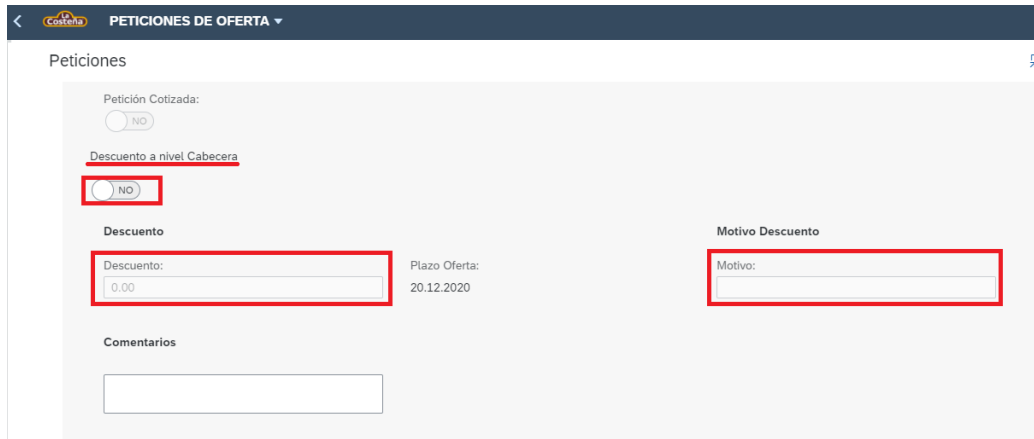 La Costeña PETICIONES DE OFERTA
Peticiones
Petición Cotizada:
NO
Descuento a nivel Cabecera
NO
Descuento Motivo Descuento
Descuento: Plazo Oferta: Motivo:
0.00 20.12.2020
Comentarios